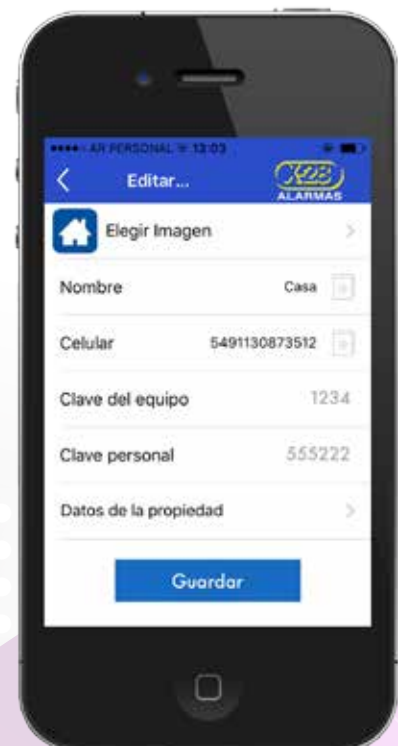 AR PERSONAL 13:03
Editar...
X-28
ALARMAS
Elegir Imagen
Nombre Casa
Celular 5491130873512
Clave del equipo 1234
Clave personal 555222
Datos de la propiedad
Guardar